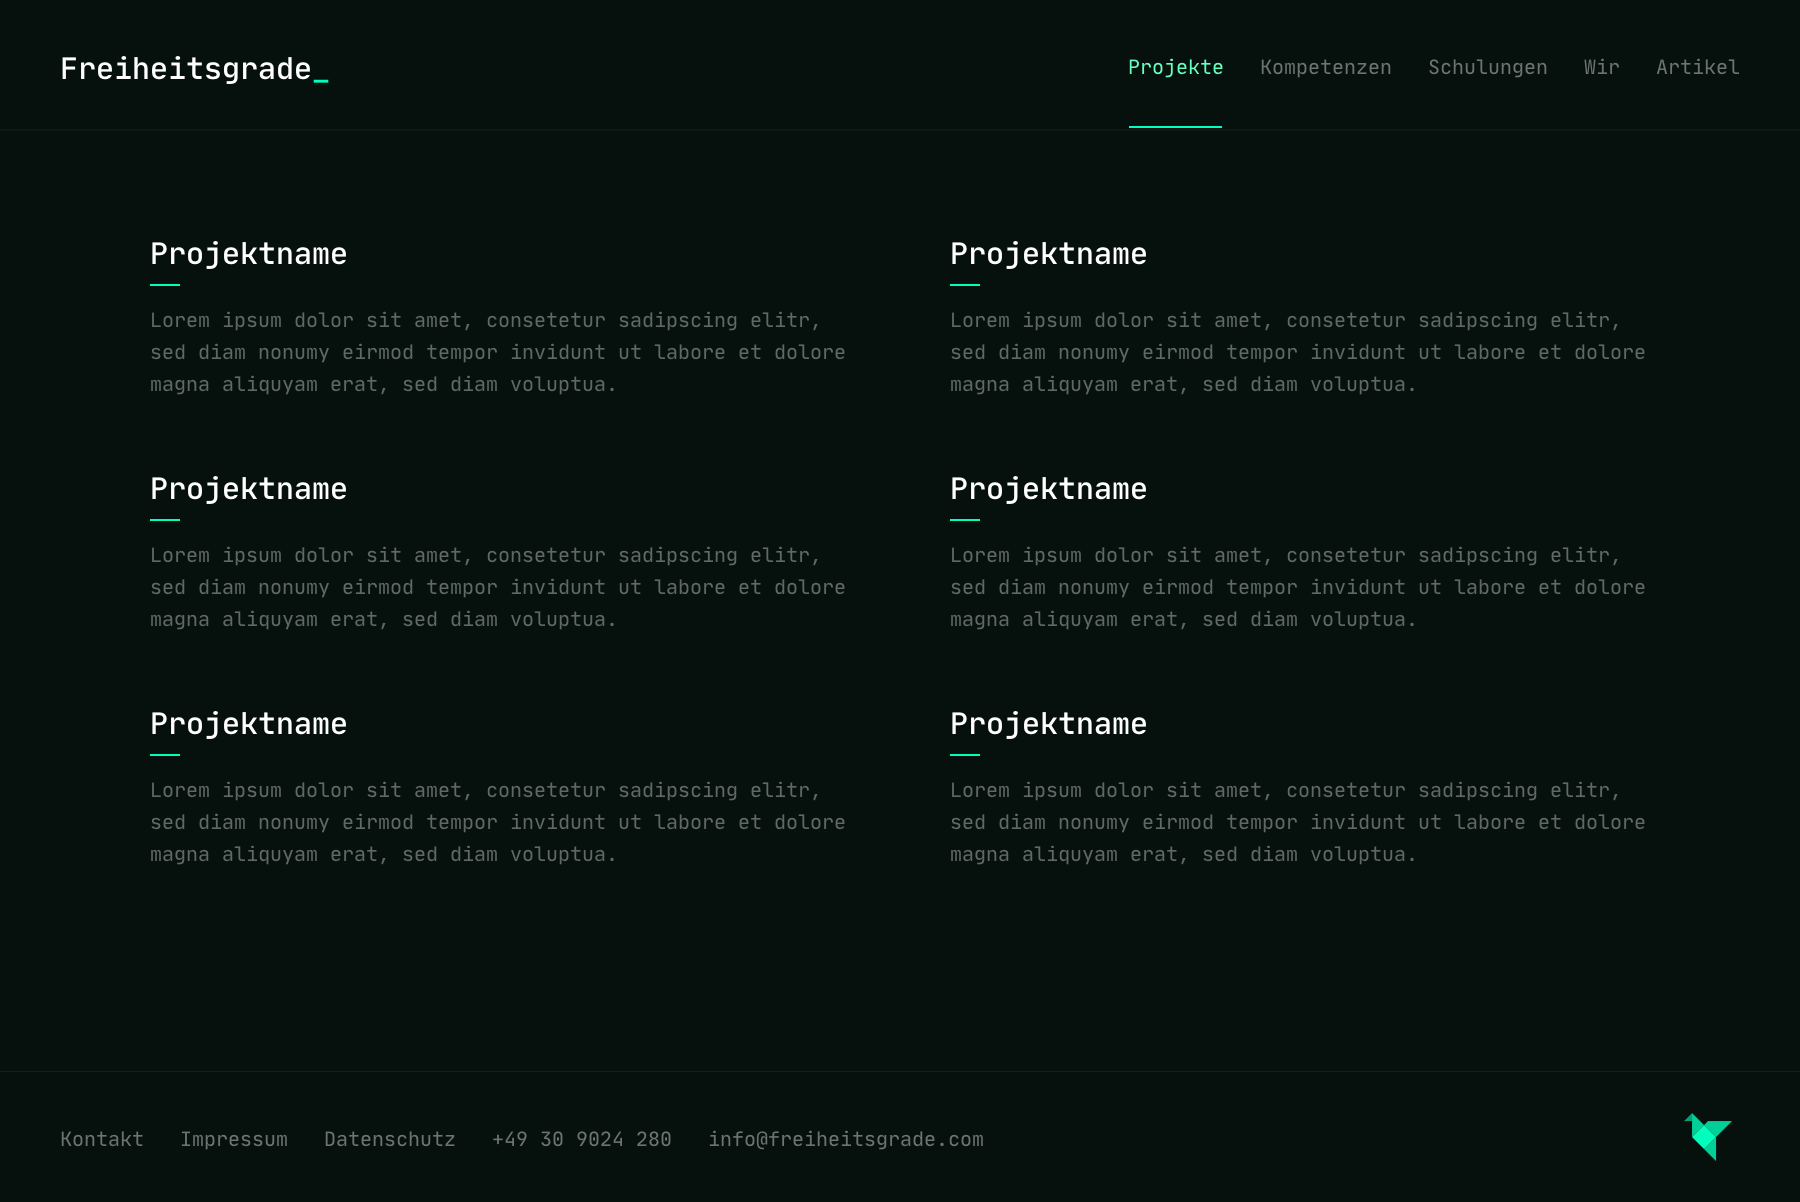 Freiheitsgrade_
Projekte Kompetenzen Schulungen Wir Artikel
Projektname
Lorem ipsum dolor sit amet, consetetur sadipscing elitr,
sed diam nonumy eirmod tempor invidunt ut labore et dolore
magna aliquyam erat, sed diam voluptua.
Projektname
Lorem ipsum dolor sit amet, consetetur sadipscing elitr,
sed diam nonumy eirmod tempor invidunt ut labore et dolore
magna aliquyam erat, sed diam voluptua.
Projektname
Lorem ipsum dolor sit amet, consetetur sadipscing elitr,
sed diam nonumy eirmod tempor invidunt ut labore et dolore
magna aliquyam erat, sed diam voluptua.
Projektname
Lorem ipsum dolor sit amet, consetetur sadipscing elitr,
sed diam nonumy eirmod tempor invidunt ut labore et dolore
magna aliquyam erat, sed diam voluptua.
Projektname
Lorem ipsum dolor sit amet, consetetur sadipscing elitr,
sed diam nonumy eirmod tempor invidunt ut labore et dolore
magna aliquyam erat, sed diam voluptua.
Projektname
Lorem ipsum dolor sit amet, consetetur sadipscing elitr,
sed diam nonumy eirmod tempor invidunt ut labore et dolore
magna aliquyam erat, sed diam voluptua.
Kontakt Impressum Datenschutz +49 30 9024 280 info@freiheitsgrade.com